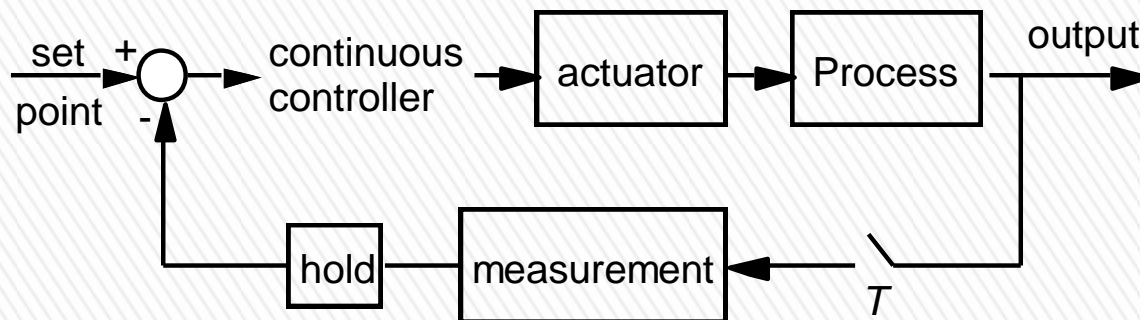 set
point
+
-
continuous
controller
actuator
Process
output
hold
measurement
T